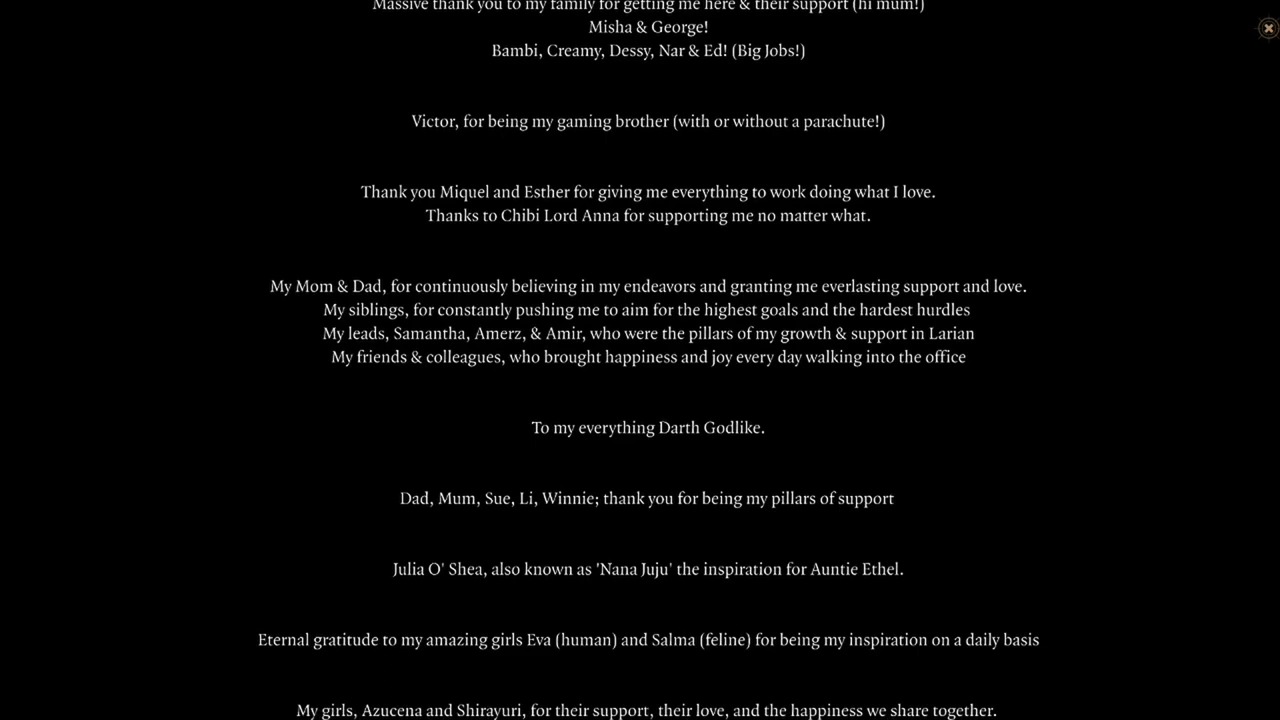 Massive thank you to my family for getting me here & their support (hi mum!)
Misha & George!
Bambi, Creamy, Dessy, Nar & Ed! (Big Jobs!)
Victor, for being my gaming brother (with or without a parachute!)
Thank you Miquel and Esther for giving me everything to work doing what I love.
Thanks to Chibi Lord Anna for supporting me no matter what.
My Mom & Dad, for continuously believing in my endeavors and granting me everlasting support and love.
My siblings, for constantly pushing me to aim for the highest goals and the hardest hurdles
My leads, Samantha, Amerz, & Amir, who were the pillars of my growth & support in Larian
My friends & colleagues, who brought happiness and joy every day walking into the office
To my everything Darth Godlike.
Dad, Mum, Sue, Li, Winnie; thank you for being my pillars of support
Julia O' Shea, also known as 'Nana Juju' the inspiration for Auntie Ethel.
Eternal gratitude to my amazing girls Eva (human) and Salma (feline) for being my inspiration on a daily basis
My girls, Azucena and Shirayuri, for their support, their love, and the happiness we share together.